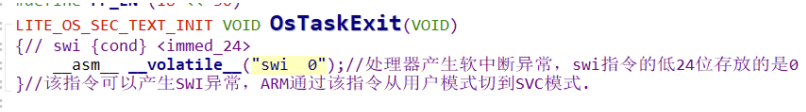 LITE_OS_SEC_TEXT_INIT VOID OsTaskExit(VOID)
{// swi {cond} <immed_24>
__asm__ __volatile__("swi  0");//处理器产生软中断异常，swi指令的低24位存放的是0
}//该指令可以产生SWI异常，ARM通过该指令从用户模式切到SVC模式.